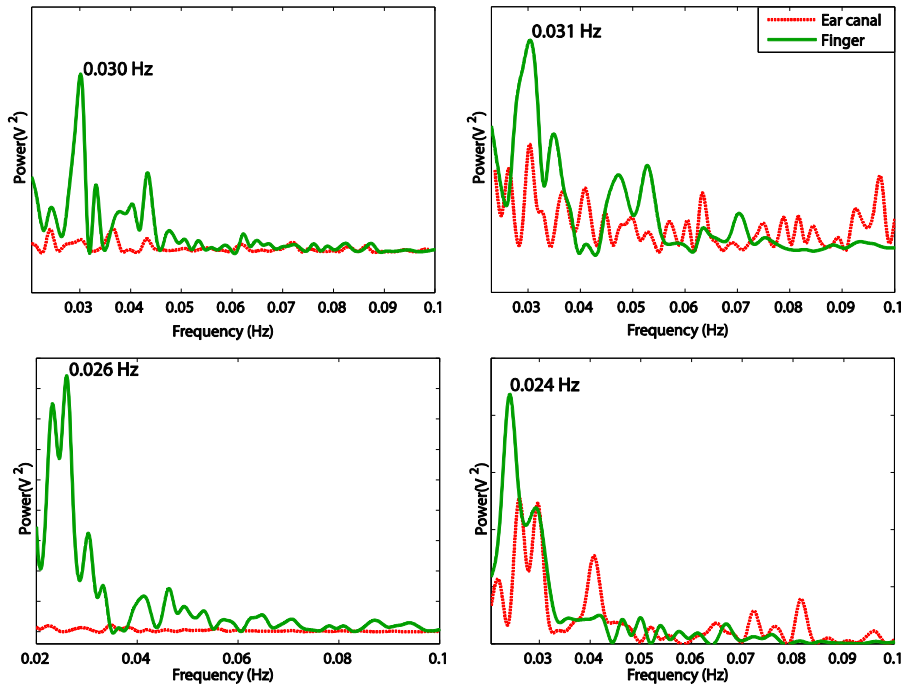 0.030 Hz
Power(V 2)
0.03 0.04 0.05 0.06 0.07 0.08 0.09 0.1
Frequency (Hz)
0.031 Hz
Ear canal
Finger
Power(V 2)
0.03 0.04 0.05 0.06 0.07 0.08 0.09 0.1
Frequency (Hz)
0.026 Hz
Power(V 2)
0.02 0.04 0.06 0.08 0.1
Frequency (Hz)
0.024 Hz
Power(V 2)
0.03 0.04 0.05 0.06 0.07 0.08 0.09 0.1
Frequency (Hz)